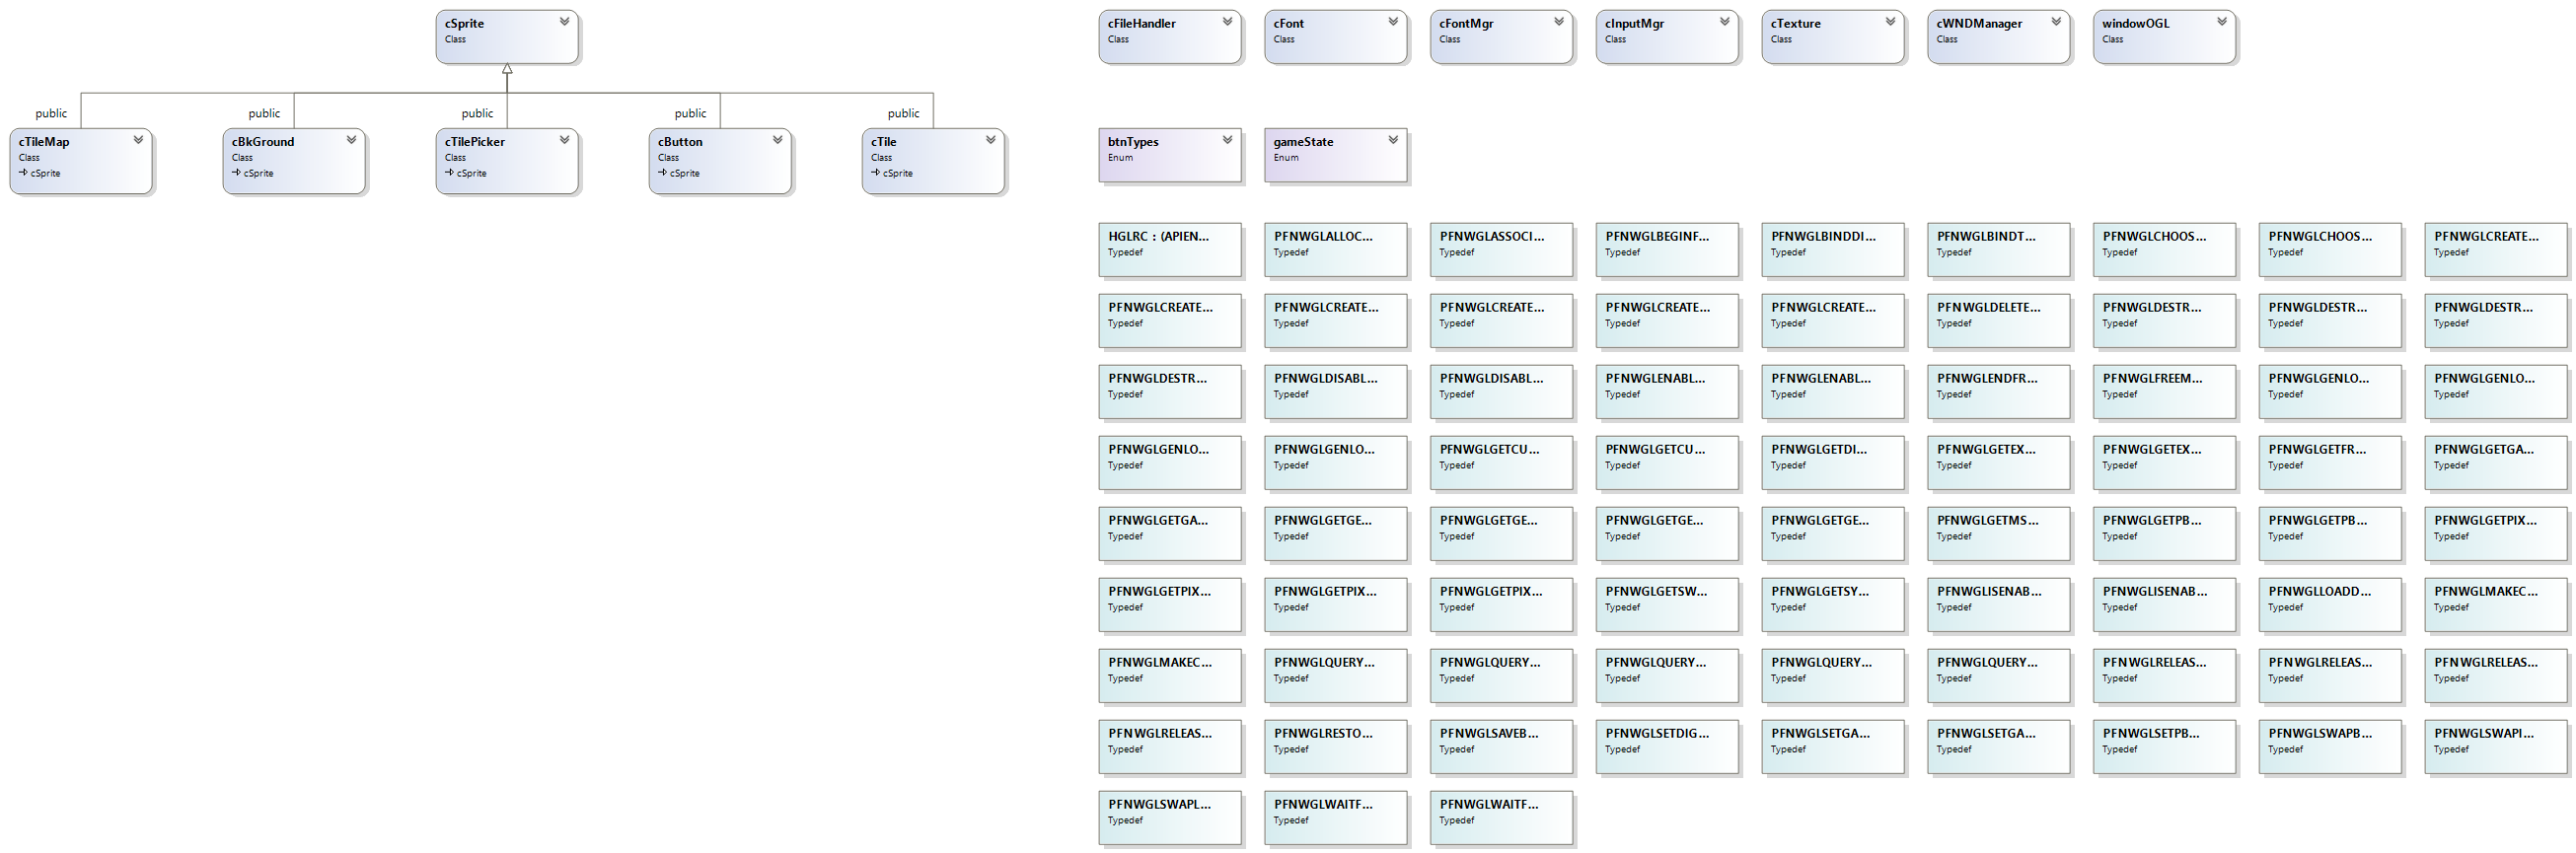 cSprite
Class
public
public
public
public
public
cTileMap
Class
cSprite
cBkGround
Class
cSprite
cTilePicker
Class
cSprite
cButton
Class
cSprite
cTile
Class
cSprite
cFileHandler
Class
cFont
Class
cFontMgr
Class
cInputMgr
Class
cTexture
Class
cWNDManager
Class
windowOGL
Class
btnTypes
Enum
gameState
Enum
HGLRC : (APIEN...
Typedef
PFNWGLALLOC...
Typedef
PFNWGLASSOCI...
Typedef
PFNWGLBEGINF...
Typedef
PFNWGLBINDDI...
Typedef
PFNWGLBINDT...
Typedef
PFNWGLCHOOS...
Typedef
PFNWGLCHOOS...
Typedef
PFNWGLCREATE...
Typedef
PFNWGLCREATE...
Typedef
PFNWGLCREATE...
Typedef
PFNWGLCREATE...
Typedef
PFNWGLCREATE...
Typedef
PFNWGLCREATE...
Typedef
PFNWGLDELETE...
Typedef
PFNWGLDESTR...
Typedef
PFNWGLDESTR...
Typedef
PFNWGLDESTR...
Typedef
PFNWGLDESTR...
Typedef
PFNWGLDISABL...
Typedef
PFNWGLDISABL...
Typedef
PFNWGLENABL...
Typedef
PFNWGLENABL...
Typedef
PFNWGLENDFR...
Typedef
PFNWGLFREEM...
Typedef
PFNWGLGENLO...
Typedef
PFNWGLGENLO...
Typedef
PFNWGLGENLO...
Typedef
PFNWGLGENLO...
Typedef
PFNWGLGETCU...
Typedef
PFNWGLGETCU...
Typedef
PFNWGLGETDI...
Typedef
PFNWGLGETEX...
Typedef
PFNWGLGETEX...
Typedef
PFNWGLGETFR...
Typedef
PFNWGLGETGA...
Typedef
PFNWGLGETGA...
Typedef
PFNWGLGETGE...
Typedef
PFNWGLGETGE...
Typedef
PFNWGLGETGE...
Typedef
PFNWGLGETGE...
Typedef
PFNWGLGETMS...
Typedef
PFNWGLGETPB...
Typedef
PFNWGLGETPB...
Typedef
PFNWGLGETPIX...
Typedef
PFNWGLGETPIX...
Typedef
PFNWGLGETPIX...
Typedef
PFNWGLGETPIX...
Typedef
PFNWGLGETSW...
Typedef
PFNWGLGETSY...
Typedef
PFNWGLISENAB...
Typedef
PFNWGLISENAB...
Typedef
PFNWGLLOADD...
Typedef
PFNWGLMAKEC...
Typedef
PFNWGLMAKEC...
Typedef
PFNWGLQUERY...
Typedef
PFNWGLQUERY...
Typedef
PFNWGLQUERY...
Typedef
PFNWGLQUERY...
Typedef
PFNWGLQUERY...
Typedef
PFNWGLRELEAS...
Typedef
PFNWGLRELEAS...
Typedef
PFNWGLRELEAS...
Typedef
PFNWGLRELEAS...
Typedef
PFNWGLRESTO...
Typedef
PFNWGLSAVEB...
Typedef
PFNWGLSETDIG...
Typedef
PFNWGLSETGA...
Typedef
PFNWGLSETGA...
Typedef
PFNWGLSETPB...
Typedef
PFNWGLSWAPB...
Typedef
PFNWGLSWAPI...
Typedef
PFNWGLSWAPL...
Typedef
PFNWGLWAITF...
Typedef
PFNWGLWAITF...
Typedef